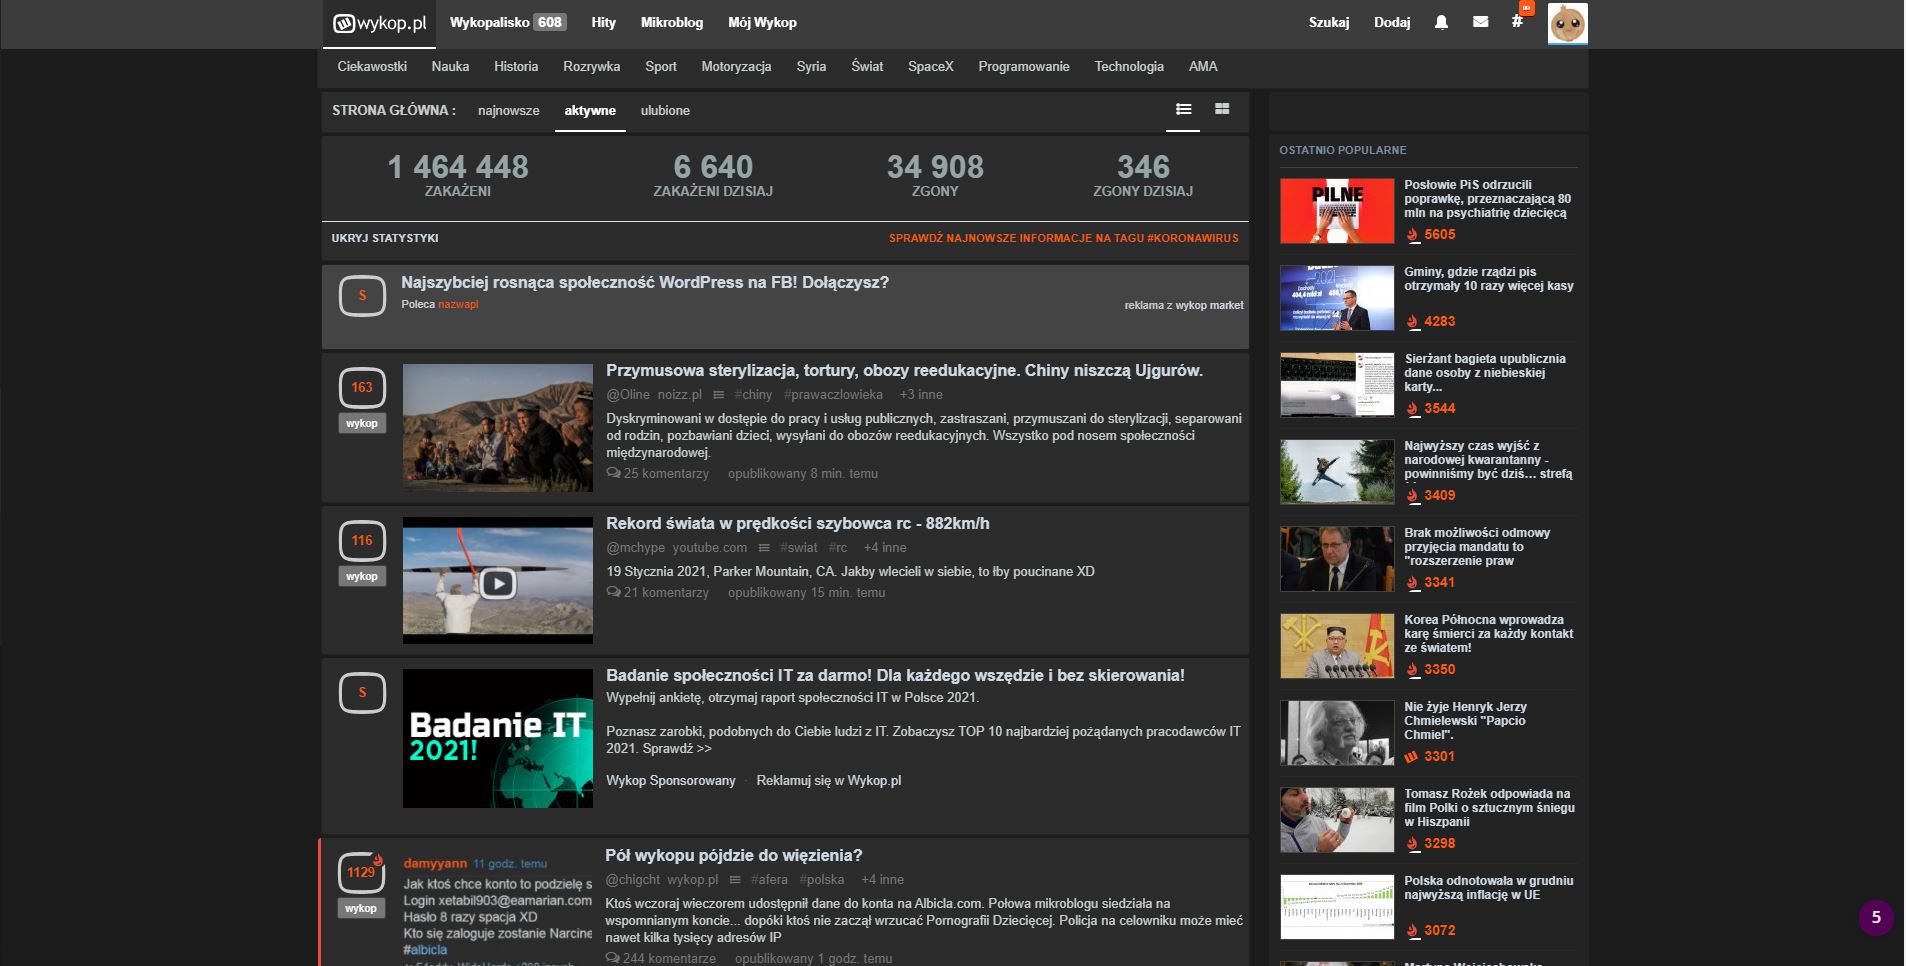 wykop.pl Wykopalisko 608 Hity Mikroblog Mój Wykop Szukaj Dodaj #
Ciekawostki Nauka Historia Rozrywka Sport Motoryzacja Syria Świat SpaceX Programowanie Technologia AMA
STRONA GŁÓWNA : najnowsze aktywne ulubione
1 464 448 6 640 34 908 346
ZAKAŻENI ZAKAŻENI DZISIAJ ZGONY ZGONY DZISIAJ
UKRYJ STATYSTYKI SPRAWDŹ NAJNOWSZE INFORMACJE NA TAGU #KORONAWIRUS
S
Najszybciej rosnąca społeczność WordPress na FB! Dołączysz?
Poleca nazwapl
reklama z wykop market
163
wykop
Przymusowa sterylizacja, tortury, obozy reedukacyjne. Chiny niszczą Ujgurów.
@Oline noizz.pl #chiny #prawaczlowieka +3 inne
Dyskryminowani w dostępie do pracy i usług publicznych, zastraszani, przymuszani do sterylizacji, separowani
od rodzin, pozbawiani dzieci, wysyłani do obozów reedukacyjnych. Wszystko pod nosem społeczności
międzynarodowej.
25 komentarzy opublikowany 8 min. temu
116
wykop
Rekord świata w prędkości szybowca rc - 882km/h
@mchype youtube.com #swiat #rc +4 inne
19 Stycznia 2021, Parker Mountain, CA. Jakby wlecieli w siebie, to łby poucinane XD
21 komentarzy opublikowany 15 min. temu
S
Badanie IT
2021!
Badanie społeczności IT za darmo! Dla każdego wszędzie i bez skierowania!
Wypełnij ankietę, otrzymaj raport społeczności IT w Polsce 2021.
Poznasz zarobki, podobnych do Ciebie ludzi z IT. Zobaczysz TOP 10 najbardziej pożądanych pracodawców IT
2021. Sprawdź >>
Wykop Sponsorowany · Reklamuj się w Wykop.pl
1129
wykop
damyyann 11 godz. temu
Jak ktoś chce konto to podzielę s
Login xetabil903@eamarian.com
Hasło 8 razy spacja XD
Kto się zaloguje zostanie Narcine
#albicla
Pół wykopu pójdzie do więzienia?
@chigcht wykop.pl #afera #polska +4 inne
Ktoś wczoraj wieczorem udostępnił dane do konta na Albicla.com. Połowa mikroblogu siedziała na
wspomnianym koncie... dopóki ktoś nie zaczął wrzucać Pornografii Dziecięcej. Policja na celowniku może mieć
nawet kilka tysięcy adresów IP
244 komentarze opublikowany 1 godz. temu
OSTATNIO POPULARNE
PILNE
Posłowie PiS odrzucili
poprawkę, przeznaczającą 80
mln na psychiatrię dziecięcą
5605
2021
Dochody
404,4 mld zł
Gminy, gdzie rządzi pis
otrzymały 10 razy więcej kasy
4283
Sierżant bagieta upublicznia
dane osoby z niebieskiej
karty...
3544
Najwyższy czas wyjść z
narodowej kwarantanny -
powinniśmy być dziś... strefą
3409
Brak możliwości odmowy
przyjęcia mandatu to
"rozszerzenie praw
3341
Korea Północna wprowadza
karę śmierci za każdy kontakt
ze światem!
3350
Nie żyje Henryk Jerzy
Chmielewski "Papcio
Chmiel".
3301
Tomasz Rożek odpowiada na
film Polki o sztucznym śniegu
w Hiszpanii
3298
Polska odnotowała w grudniu
najwyższą inflację w UE
3072
5